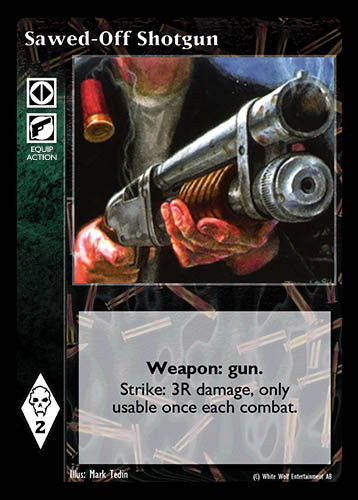 Sawed-Off Shotgun
EQUIP
ACTION
Weapon: gun.
Strike: 3R damage, only
usable once each combat.
2
Illus: Mark Tedin
(C) White Wolf Entertainment AB